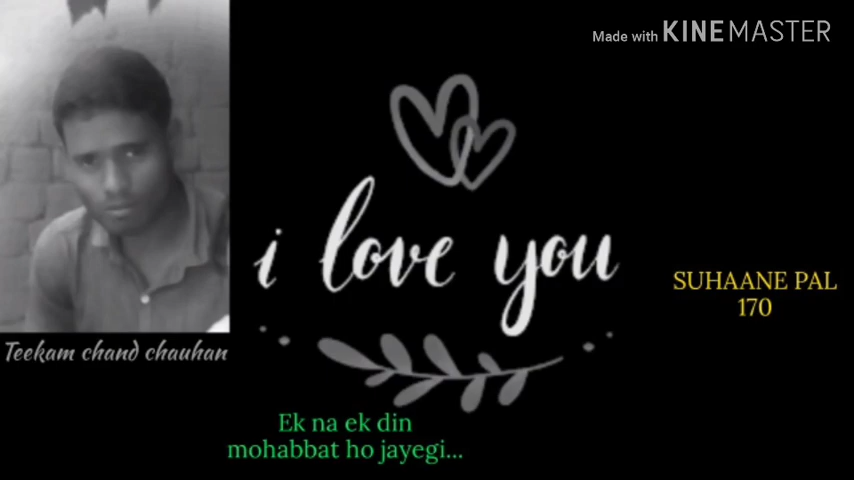 Made with KINEMASTER
i love you
SUHAANE PAL
170
Teekam chand chauhan
Ek na ek din
mohabbat ho jayegi...